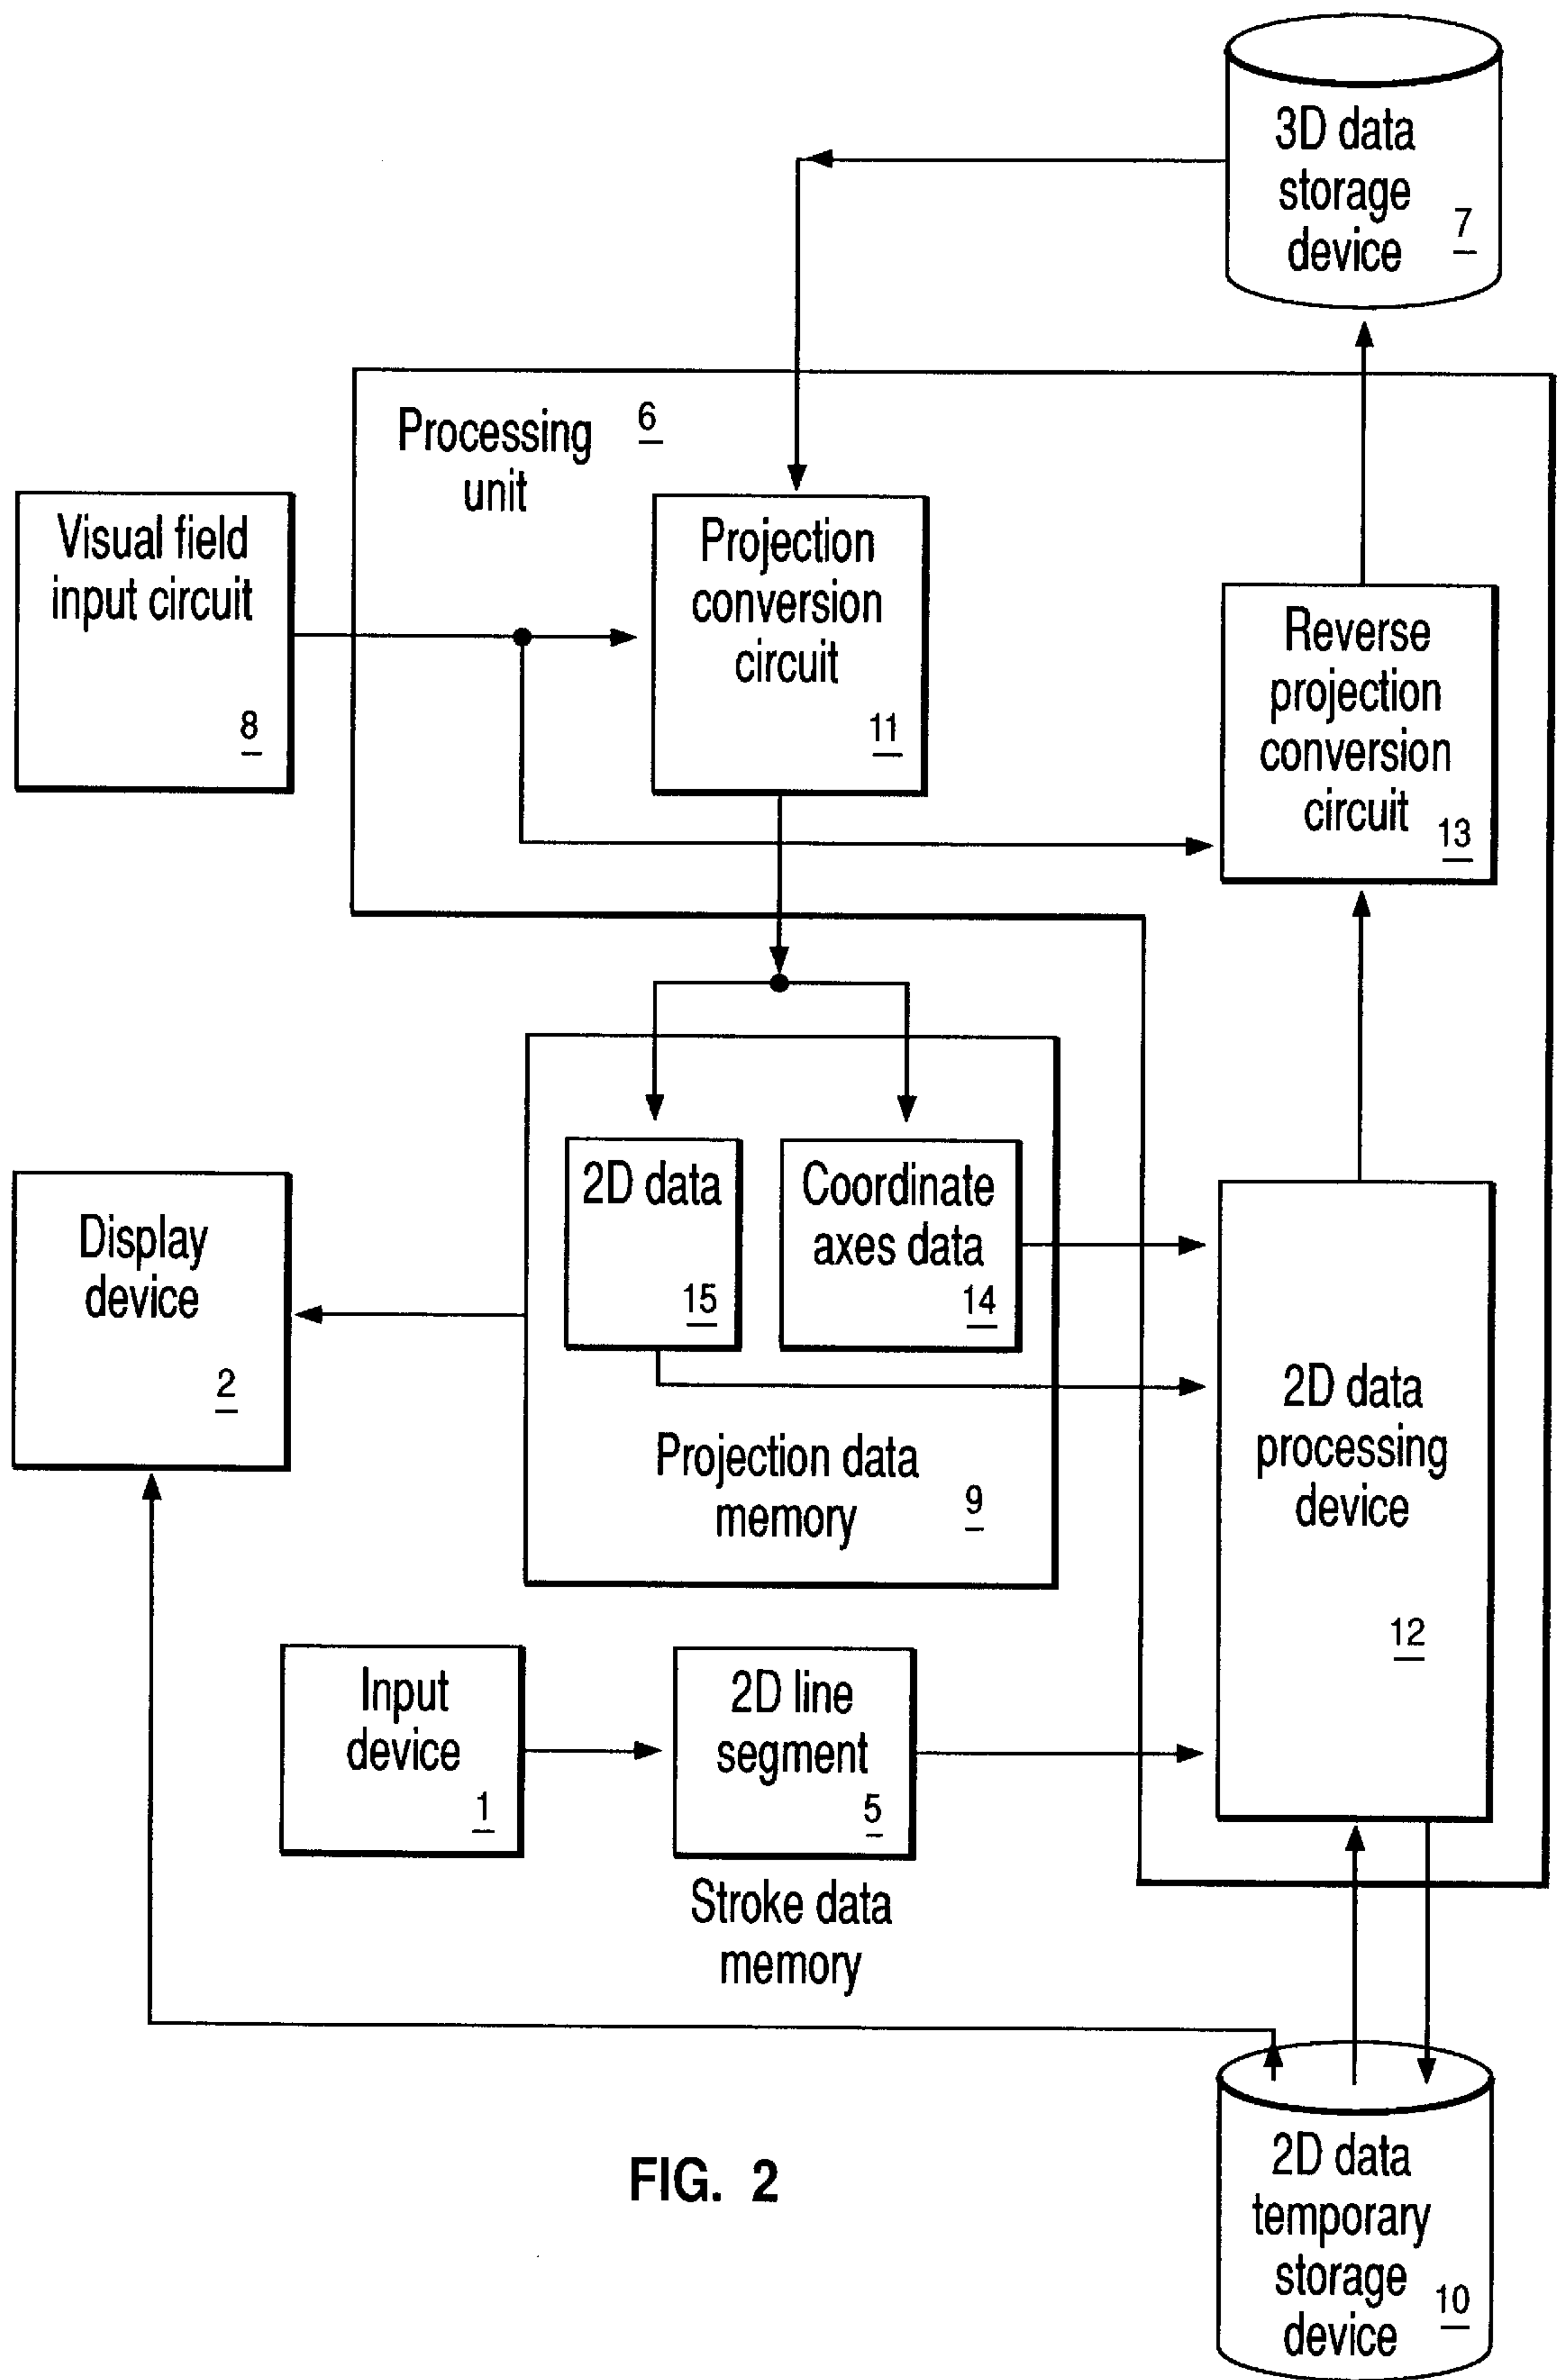 3D data
storage
device
7
Processing
unit
6
Visual field
input circuit
8
Projection
conversion
circuit
11
Reverse
projection
conversion
circuit
13
2D data
15
Coordinate
axes data
14
Display
device
2
Projection data
memory
9
2D data
processing
device
12
Input
device
1
2D line
segment
5
Stroke data
memory
FIG. 2
2D data
temporary
storage
device
10